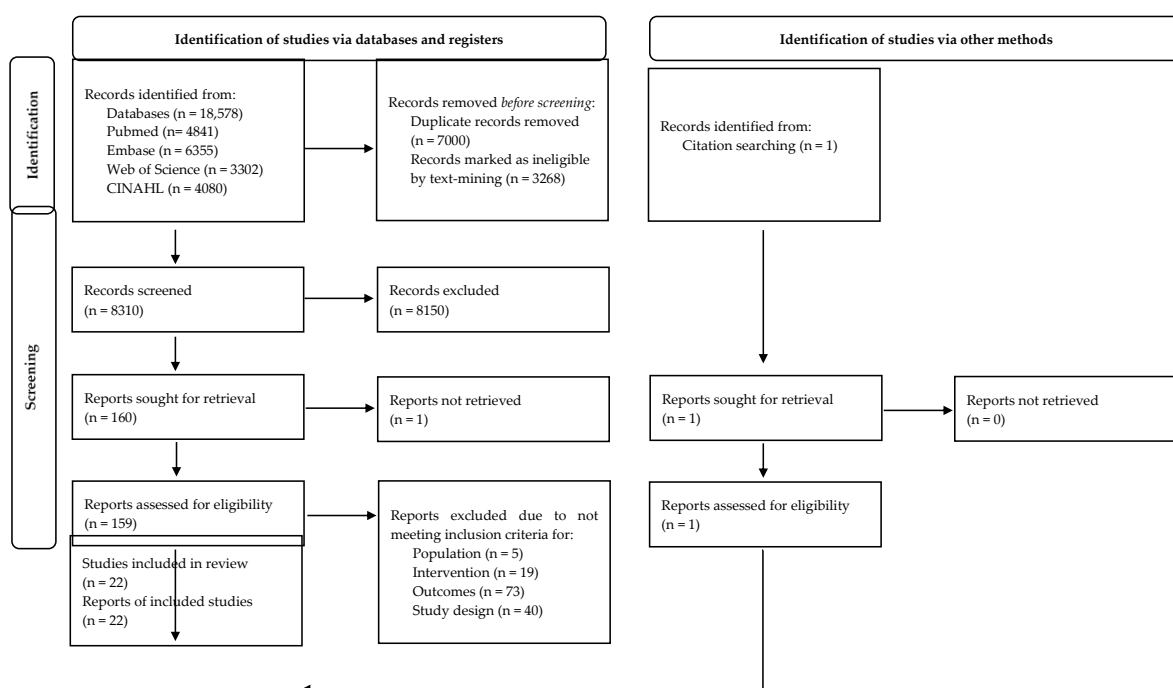 Identification of studies via databases and registers
Identification of studies via other methods
Identification
Records identified from:
Databases (n = 18,578)
Pubmed (n= 4841)
Embase (n = 6355)
Web of Science (n = 3302)
CINAHL (n = 4080)
Records removed before screening:
Duplicate records removed
(n = 7000)
Records marked as ineligible
by text-mining (n = 3268)
Records identified from:
Citation searching (n = 1)
Screening
Records screened
(n = 8310)
Records excluded
(n = 8150)
Reports sought for retrieval
(n = 160)
Reports not retrieved
(n = 1)
Reports sought for retrieval
(n = 1)
Reports not retrieved
(n = 0)
Reports assessed for eligibility
(n = 159)
Reports excluded due to not
meeting inclusion criteria for:
Population (n = 5)
Intervention (n = 19)
Outcomes (n = 73)
Study design (n = 40)
Reports assessed for eligibility
(n = 1)
Studies included in review
(n = 22)
Reports of included studies
(n = 22)